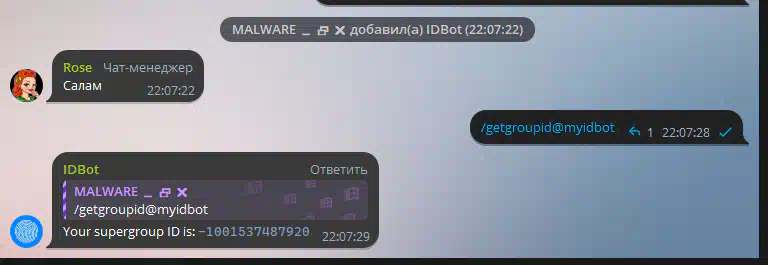 MALWARE _ 🗗 ✕ добавил(а) IDBot (22:07:22)
Rose Чат-менеджер
Салам 22:07:22
/getgroupid@myidbot 1 22:07:28
IDBot Ответить
MALWARE _ 🗗 ✕
/getgroupid@myidbot
Your supergroup ID is: -1001537487920 22:07:29